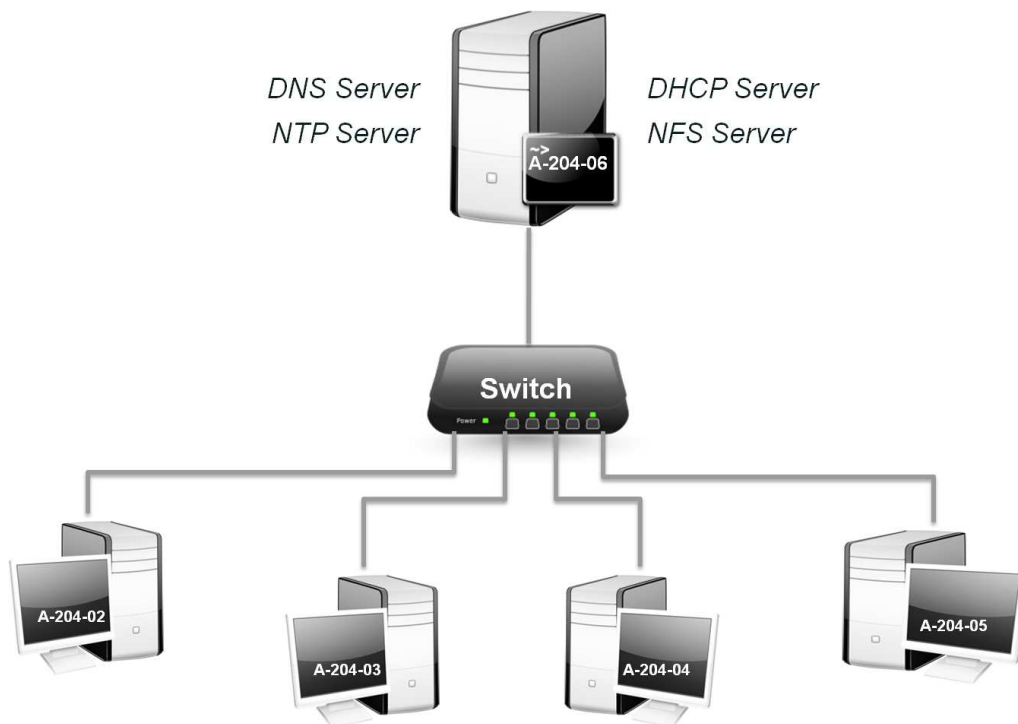 DNS Server
DHCP Server
NTP Server
NFS Server
~>
A-204-06
Switch
Power
A-204-02
A-204-03
A-204-04
A-204-05